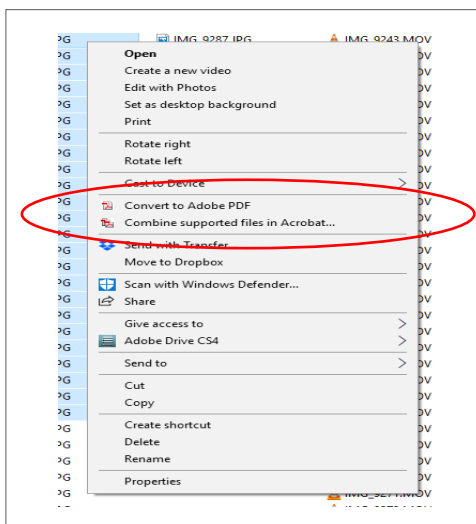 IMG_9287.JPG
IMG_9243.MOV
Open
Create a new video
Edit with Photos
Set as desktop background
Print
Rotate right
Rotate left
Cast to Device
Convert to Adobe PDF
Combine supported files in Acrobat...
Send with Transfer
Move to Dropbox
Scan with Windows Defender...
Share
Give access to
Adobe Drive CS4
Send to
Cut
Copy
Create shortcut
Delete
Rename
Properties
IMG_9271.MOV